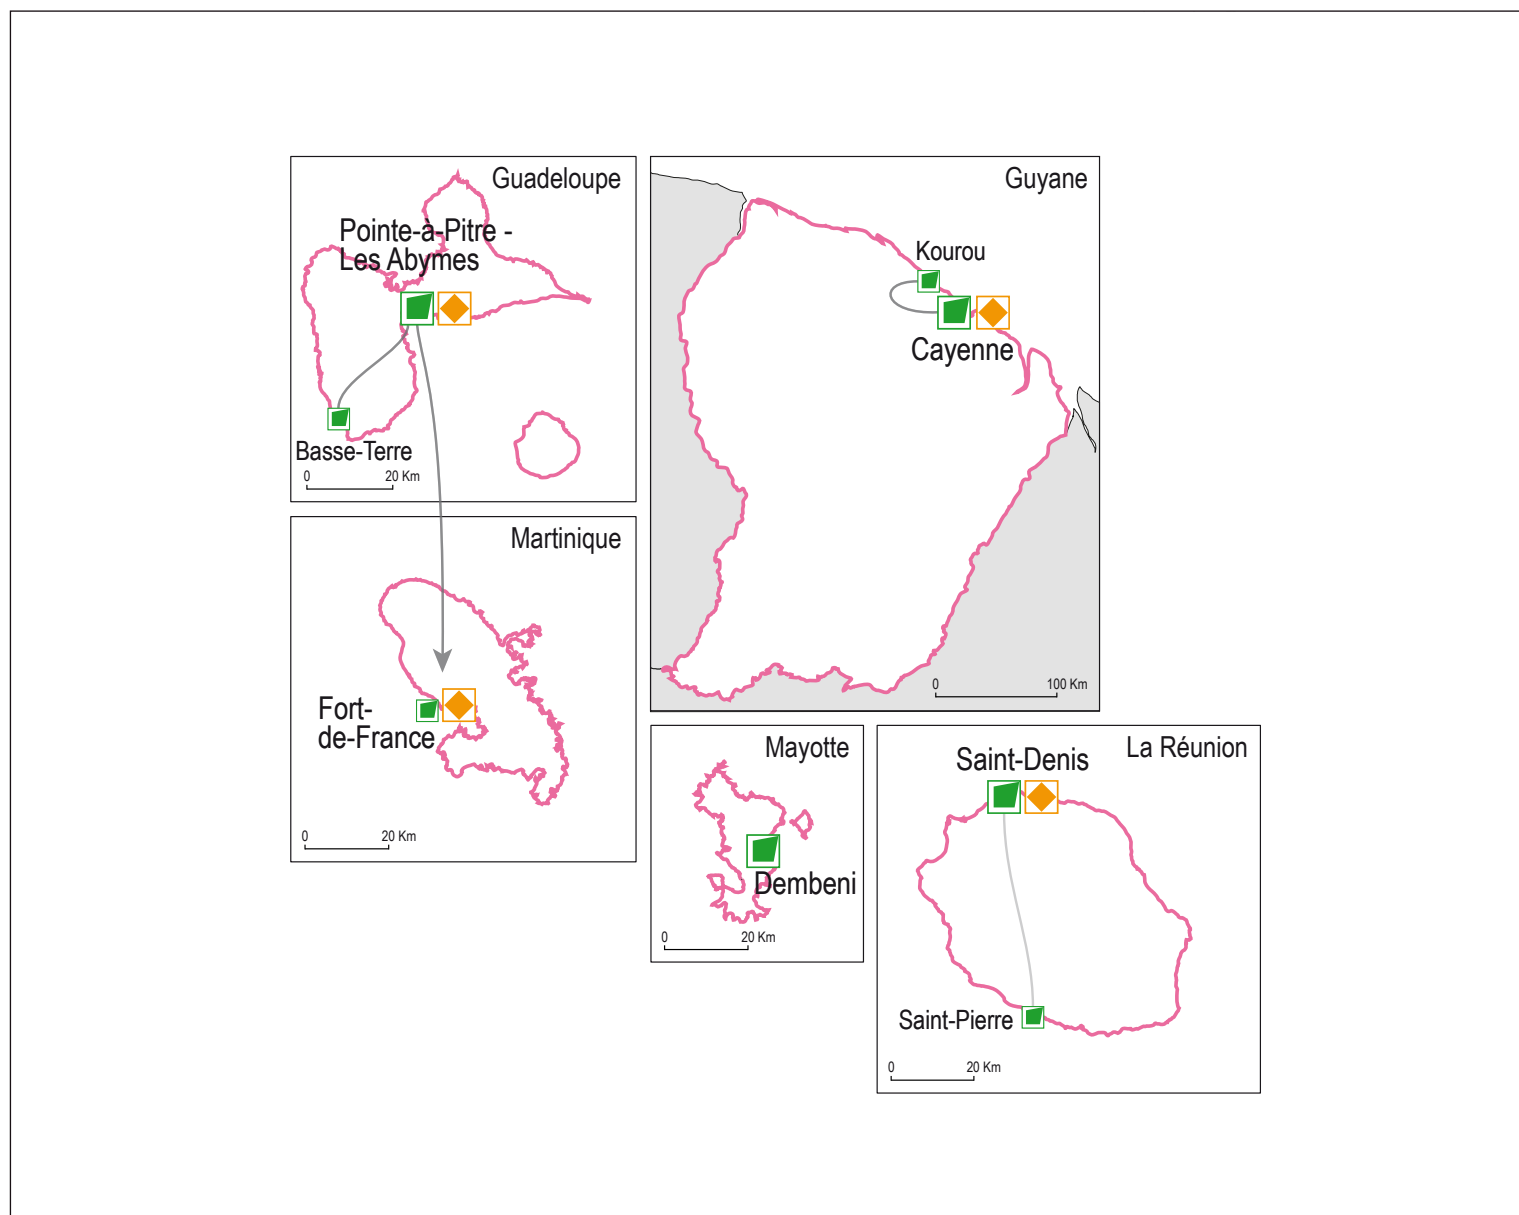 Guadeloupe
Pointe-à-Pitre -
Les Abymes
Basse-Terre
0 20 Km
Guyane
Kourou
Cayenne
0 100 Km
Martinique
Fort-
de-France
0 20 Km
Mayotte
Dembeni
0 20 Km
La Réunion
Saint-Denis
Saint-Pierre
0 20 Km